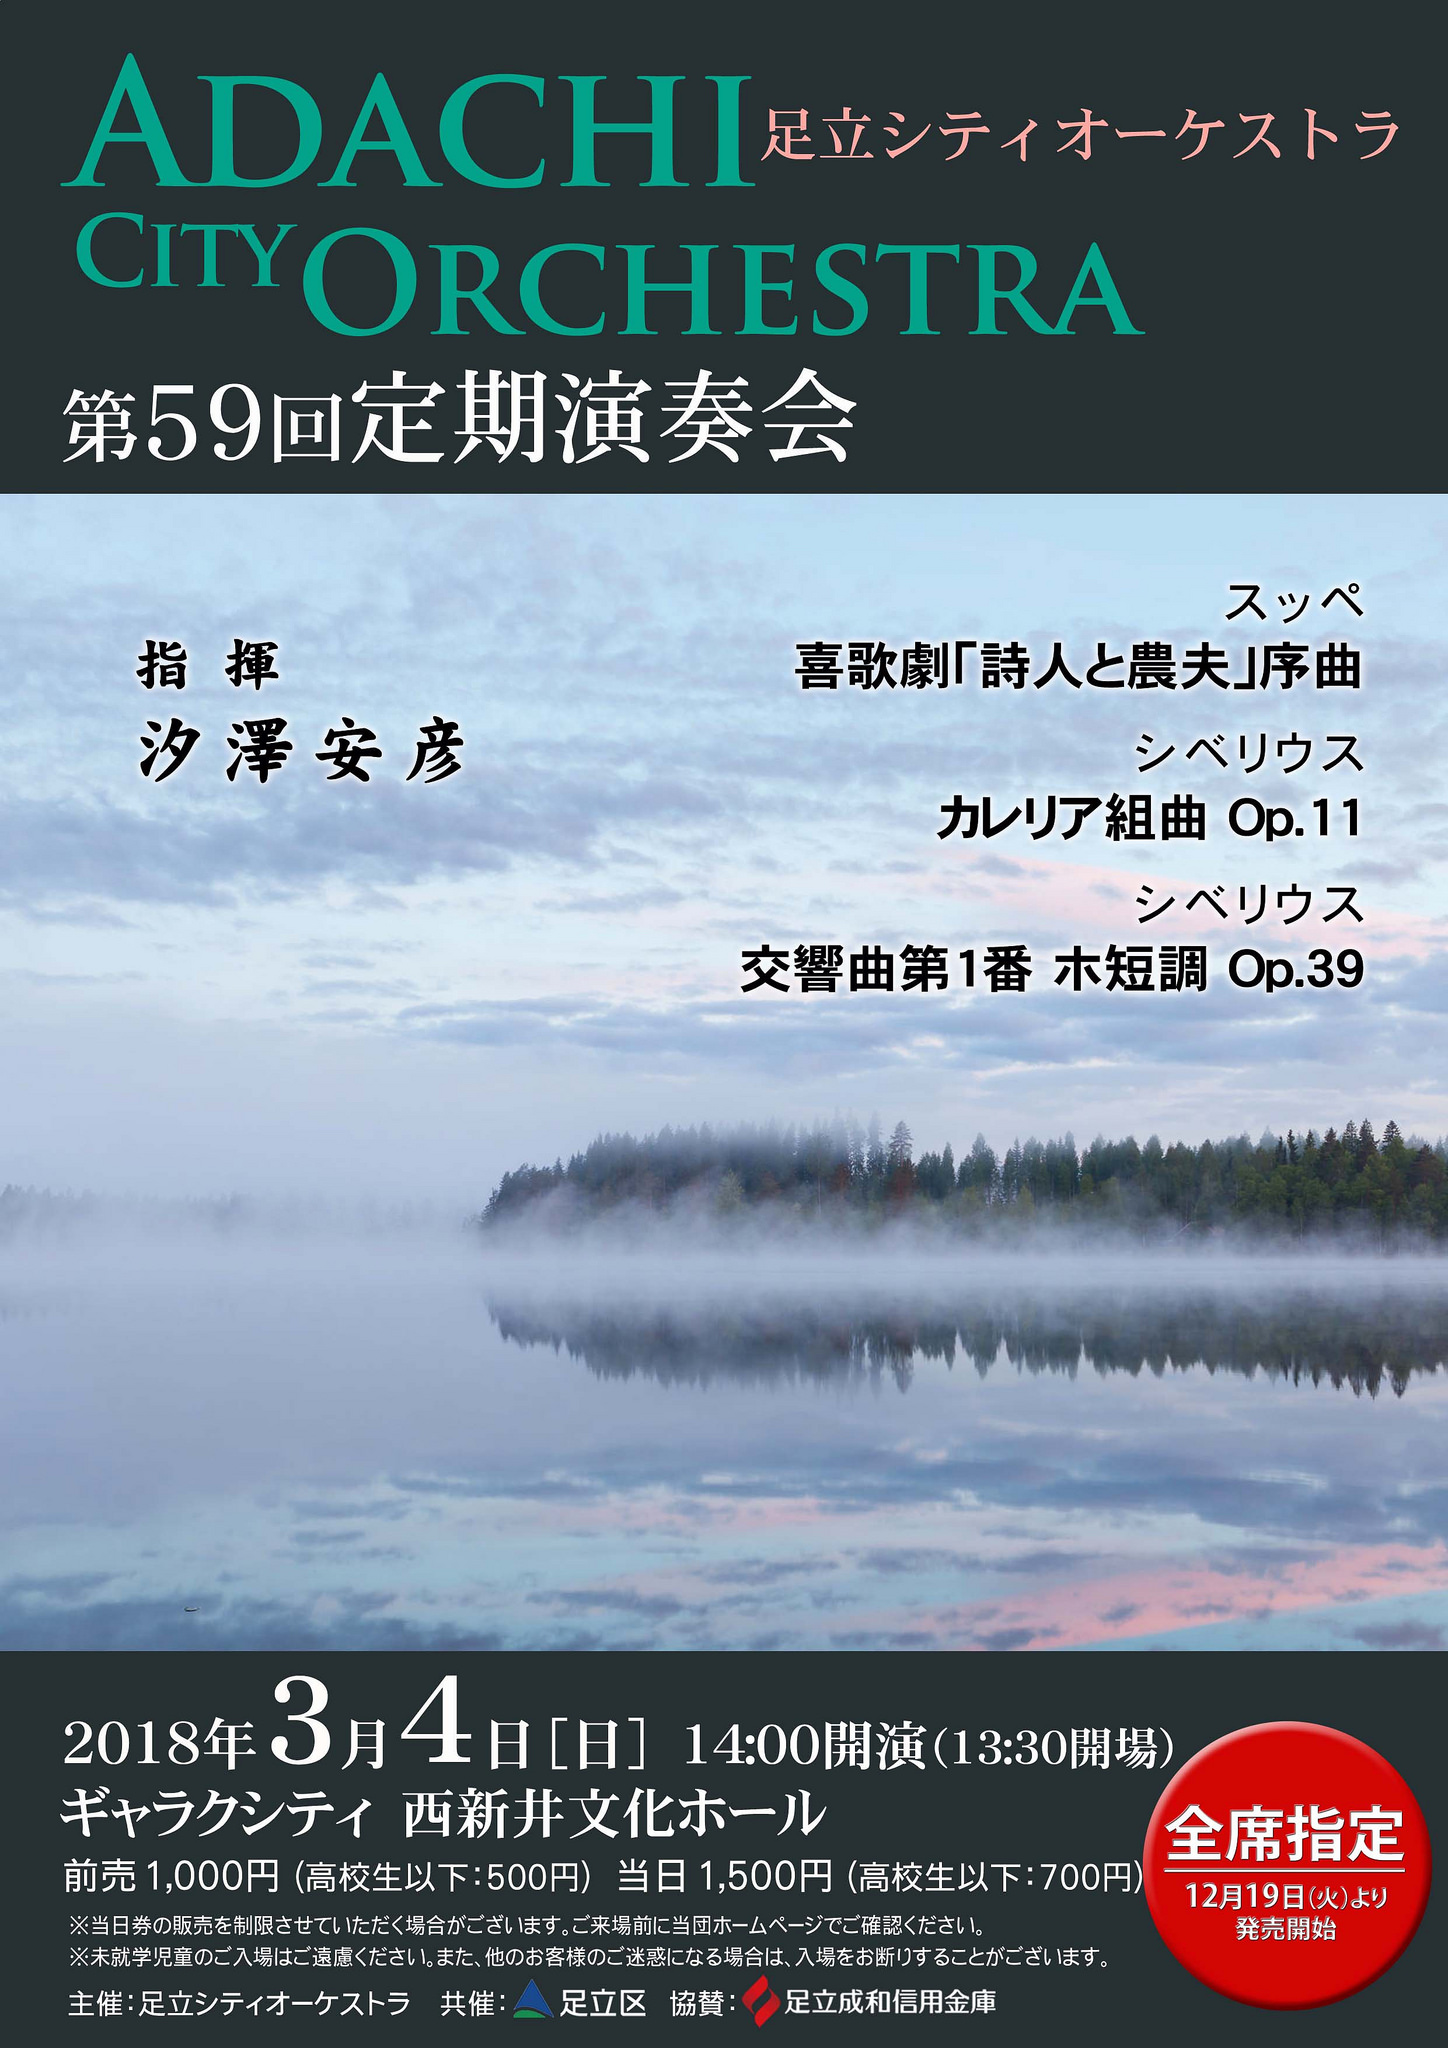 ADACHI
足立シティオーケストラ
CITY ORCHESTRA
第59回定期演奏会
指揮
汐澤安彦
スッペ
喜歌劇「詩人と農夫」序曲
シベリウス
カレリア組曲 Op.11
シベリウス
交響曲第1番 ホ短調 Op.39
2018年3月4日[日] 14:00開演(13:30開場)
ギャラクシティ 西新井文化ホール
前売1,000円(高校生以下:500円) 当日1,500円(高校生以下:700円)
※当日券の販売を制限させていただく場合がございます。ご来場前に当団ホームページでご確認ください。
※未就学児童のご入場はご遠慮ください。また、他のお客様のご迷惑になる場合は、入場をお断りすることがございます。
主催:足立シティオーケストラ 共催:足立区 協賛:足立成和信用金庫
全席指定
12月19日(火)より
発売開始